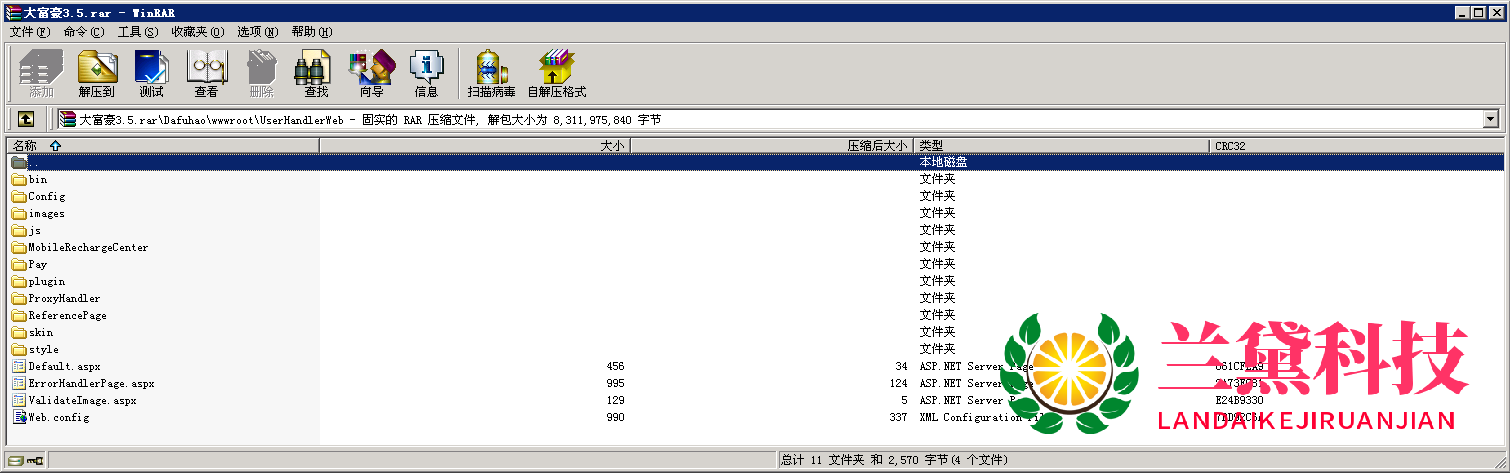 大富豪3.5.rar - WinRAR
文件(F) 命令(C) 工具(S) 收藏夹(O) 选项(N) 帮助(H)
添加 解压到 测试 查看 删除 查找 向导 信息 扫描病毒 自解压格式
大富豪3.5.rar\Dafuhao\wwwroot\UserHandlerWeb - 固实的 RAR 压缩文件, 解包大小为 8,311,975,840 字节
名称 大小 压缩后大小 类型 CRC32
.. 本地磁盘
bin 文件夹
Config 文件夹
images 文件夹
js 文件夹
MobileRechargeCenter 文件夹
Pay 文件夹
plugin 文件夹
ProxyHandler 文件夹
ReferencePage 文件夹
skin 文件夹
style 文件夹
Default.aspx 456 34 ASP.NET Server Page
ErrorHandlerPage.aspx 995 124 ASP.NET Server
ValidateImage.aspx 129 5 ASP.NET Server E24B9330
Web.config 990 337 XML Configuration
兰黛科技
LANDAIKEJIRUANJIAN
总计 11 文件夹 和 2,570 字节(4 个文件)